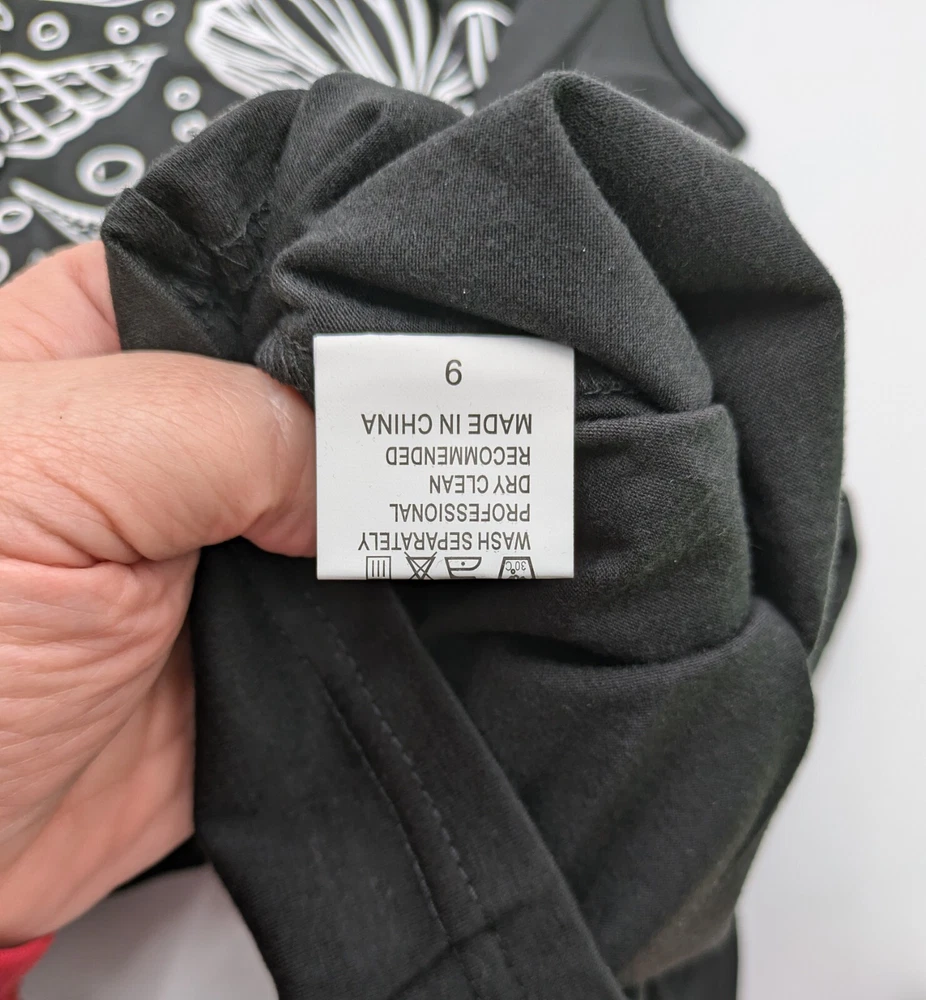 30°C
WASH SEPARATELY
PROFESSIONAL
DRY CLEAN
RECOMMENDED
MADE IN CHINA
6